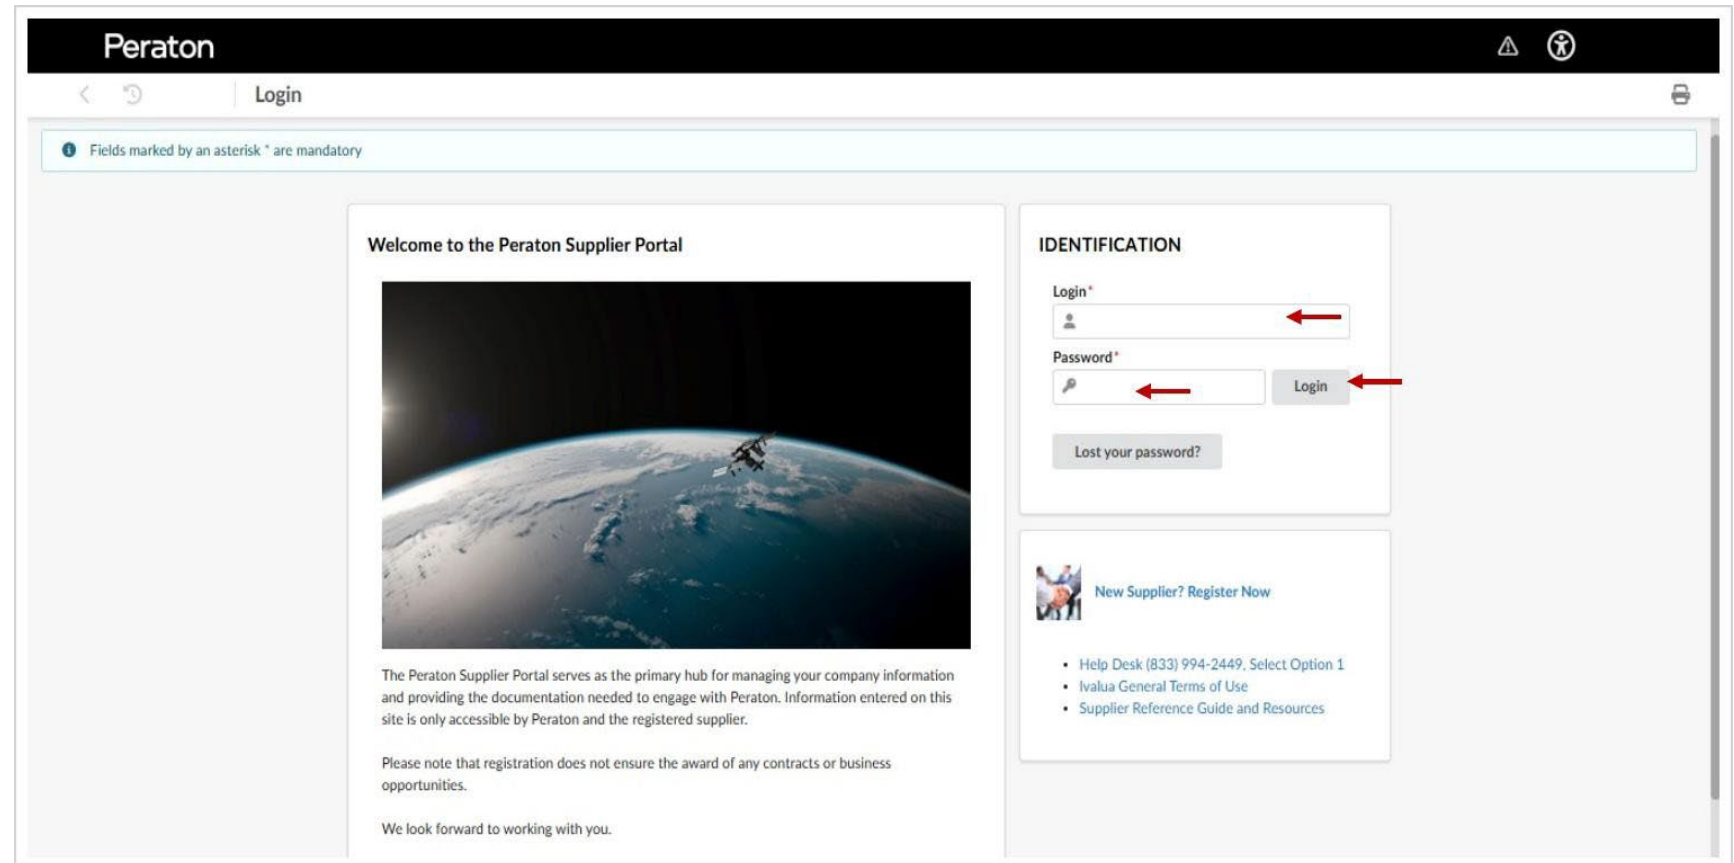 Peraton
Login
Fields marked by an asterisk * are mandatory
Welcome to the Peraton Supplier Portal
The Peraton Supplier Portal serves as the primary hub for managing your company information
and providing the documentation needed to engage with Peraton. Information entered on this
site is only accessible by Peraton and the registered supplier.
Please note that registration does not ensure the award of any contracts or business
opportunities.
We look forward to working with you.
IDENTIFICATION
Login*
Password*
Login
Lost your password?
New Supplier? Register Now
• Help Desk (833) 994-2449, Select Option 1
• Ivalua General Terms of Use
• Supplier Reference Guide and Resources